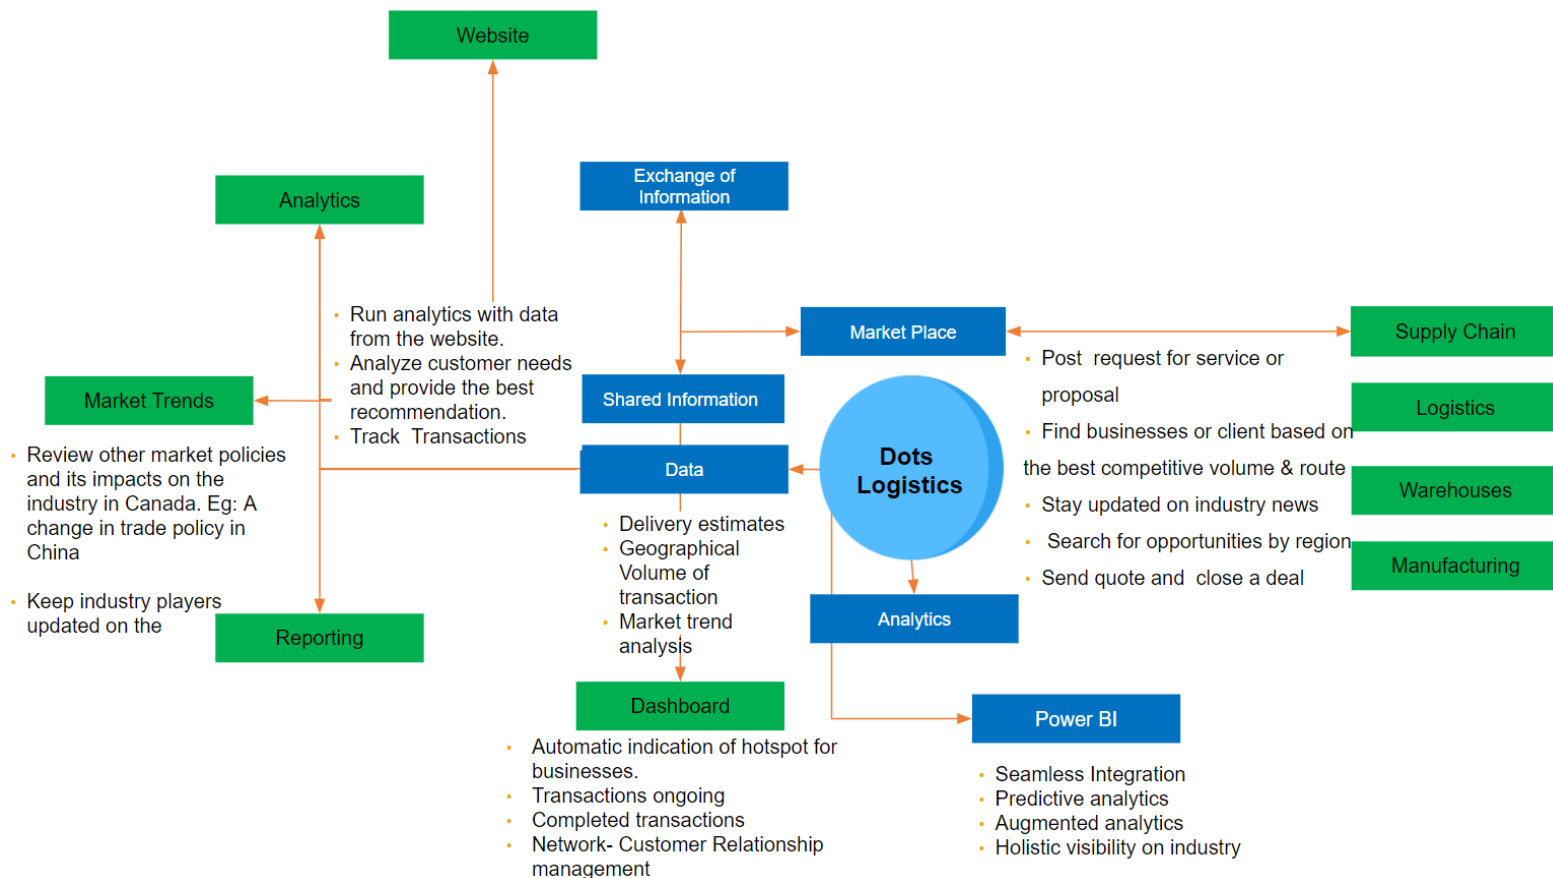 Website
Exchange of
Information
Analytics
• Run analytics with data
from the website.
• Analyze customer needs
and provide the best
recommendation.
• Track Transactions
Market Place
Supply Chain
Logistics
Warehouses
Manufacturing
• Post request for service or
proposal
• Find businesses or client based on
the best competitive volume & route
• Stay updated on industry news
• Search for opportunities by region
• Send quote and close a deal
Market Trends
• Review other market policies
and its impacts on the
industry in Canada. Eg: A
change in trade policy in
China
• Keep industry players
updated on the
Shared Information
Data
Dots
Logistics
• Delivery estimates
• Geographical
Volume of
transaction
• Market trend
analysis
Analytics
Reporting
Dashboard
• Automatic indication of hotspot for
businesses.
• Transactions ongoing
• Completed transactions
• Network- Customer Relationship
management
Power BI
• Seamless Integration
• Predictive analytics
• Augmented analytics
• Holistic visibility on industry